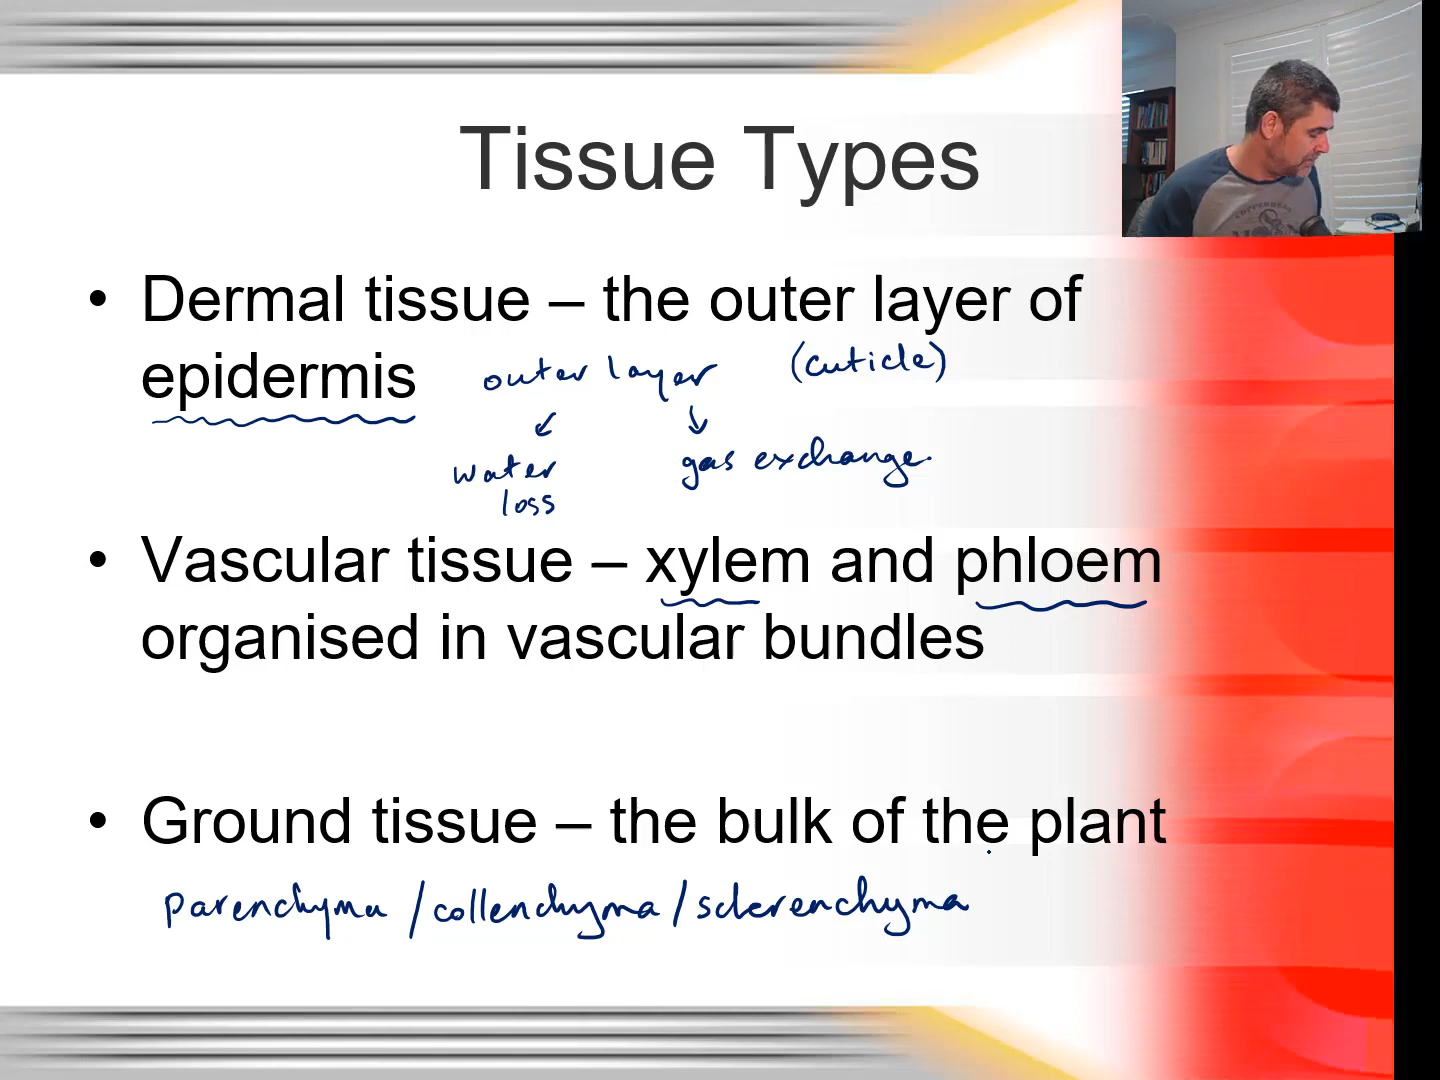 Tissue Types
• Dermal tissue – the outer layer of
epidermis outer layer (cuticle)
water gas exchange.
loss
• Vascular tissue – xylem and phloem
organised in vascular bundles
• Ground tissue – the bulk of the plant
parenchyma / collenchyma / sclerenchyma